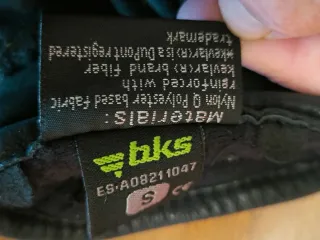 Materials:
Nylon Q Polyester based fabric
reinforced with
kevlar(R) brand fiber
*kevlar(R) is a DuPont registered
trademark
bks
ES-A08211047
S CE